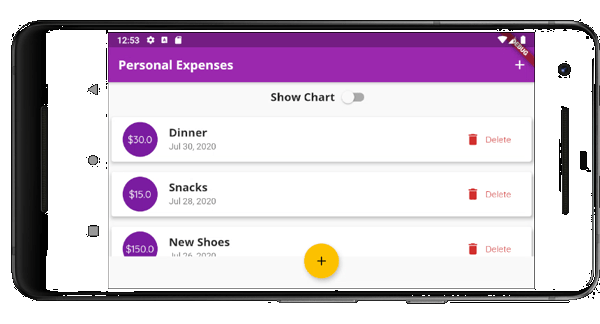 12:53
DEBUG
Personal Expenses
Show Chart
$30.0 Dinner Delete
Jul 30, 2020
$15.0 Snacks Delete
Jul 28, 2020
$150.0 New Shoes Delete
Jul 26, 2020